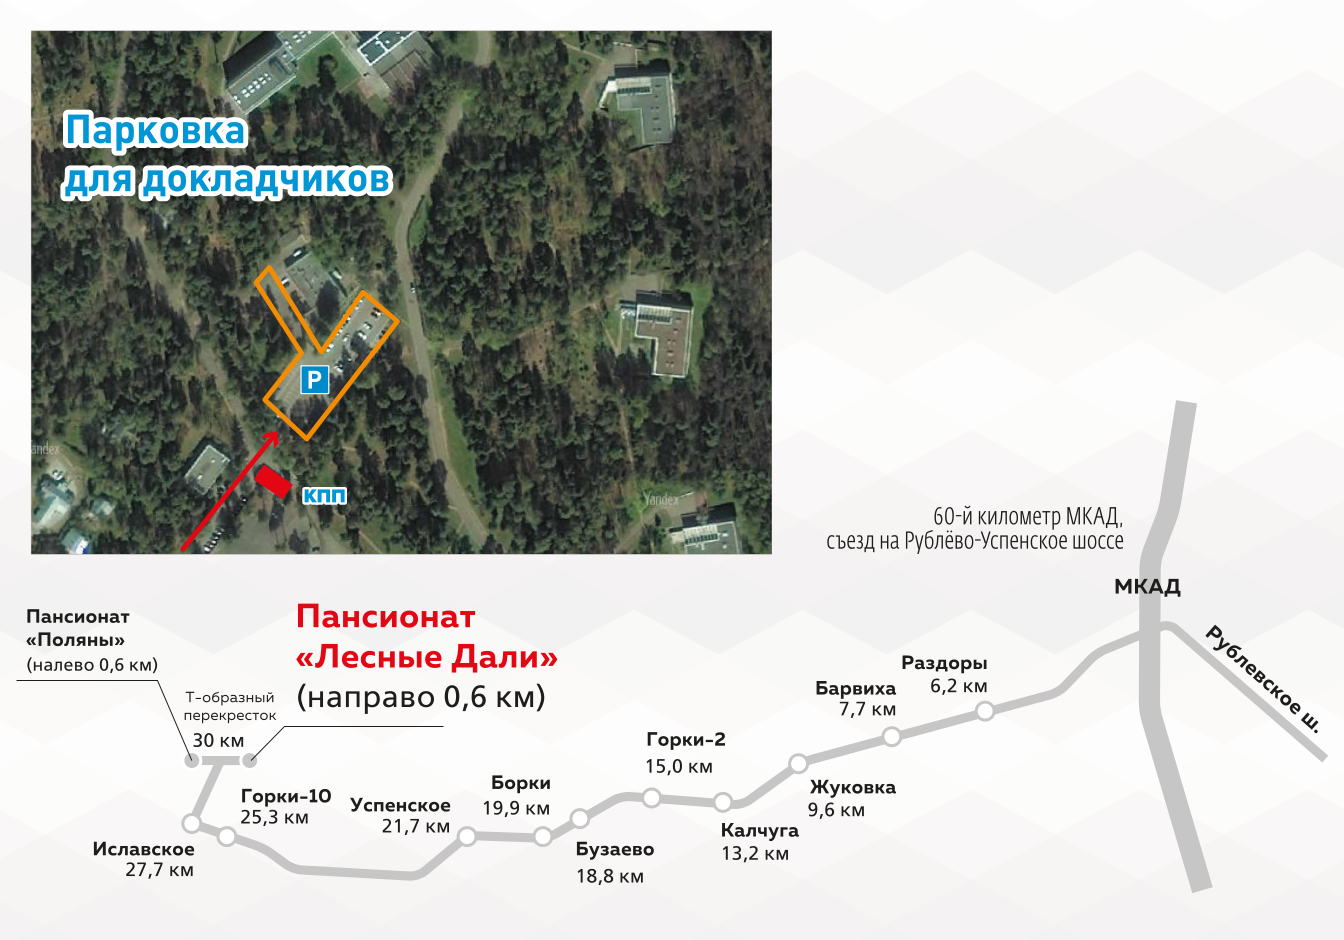 Парковка
для докладчиков
P
КПП
Yandex
Yandex
60-й километр МКАД,
съезд на Рублёво-Успенское шоссе
МКАД
Рублевское ш.
Пансионат
«Поляны»
(налево 0,6 км)
Пансионат
«Лесные Дали»
(направо 0,6 км)
Т-образный
перекресток
30 км
Раздоры
6,2 км
Барвиха
7,7 км
Горки-2
15,0 км
Жуковка
9,6 км
Калчуга
13,2 км
Борки
19,9 км
Бузаево
18,8 км
Успенское
21,7 км
Горки-10
25,3 км
Иславское
27,7 км